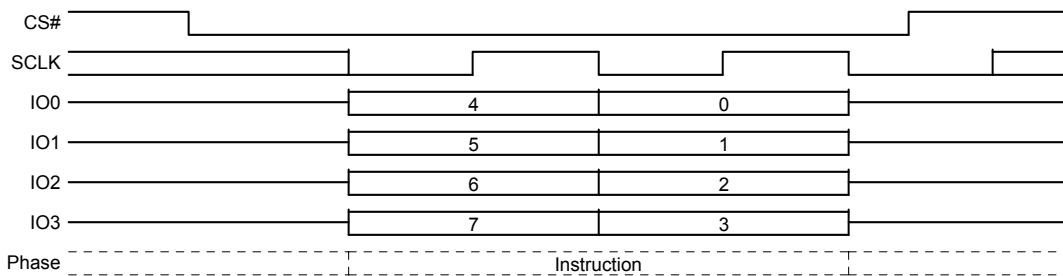 CS#
SCLK
IO0 4 0
IO1 5 1
IO2 6 2
IO3 7 3
Phase Instruction